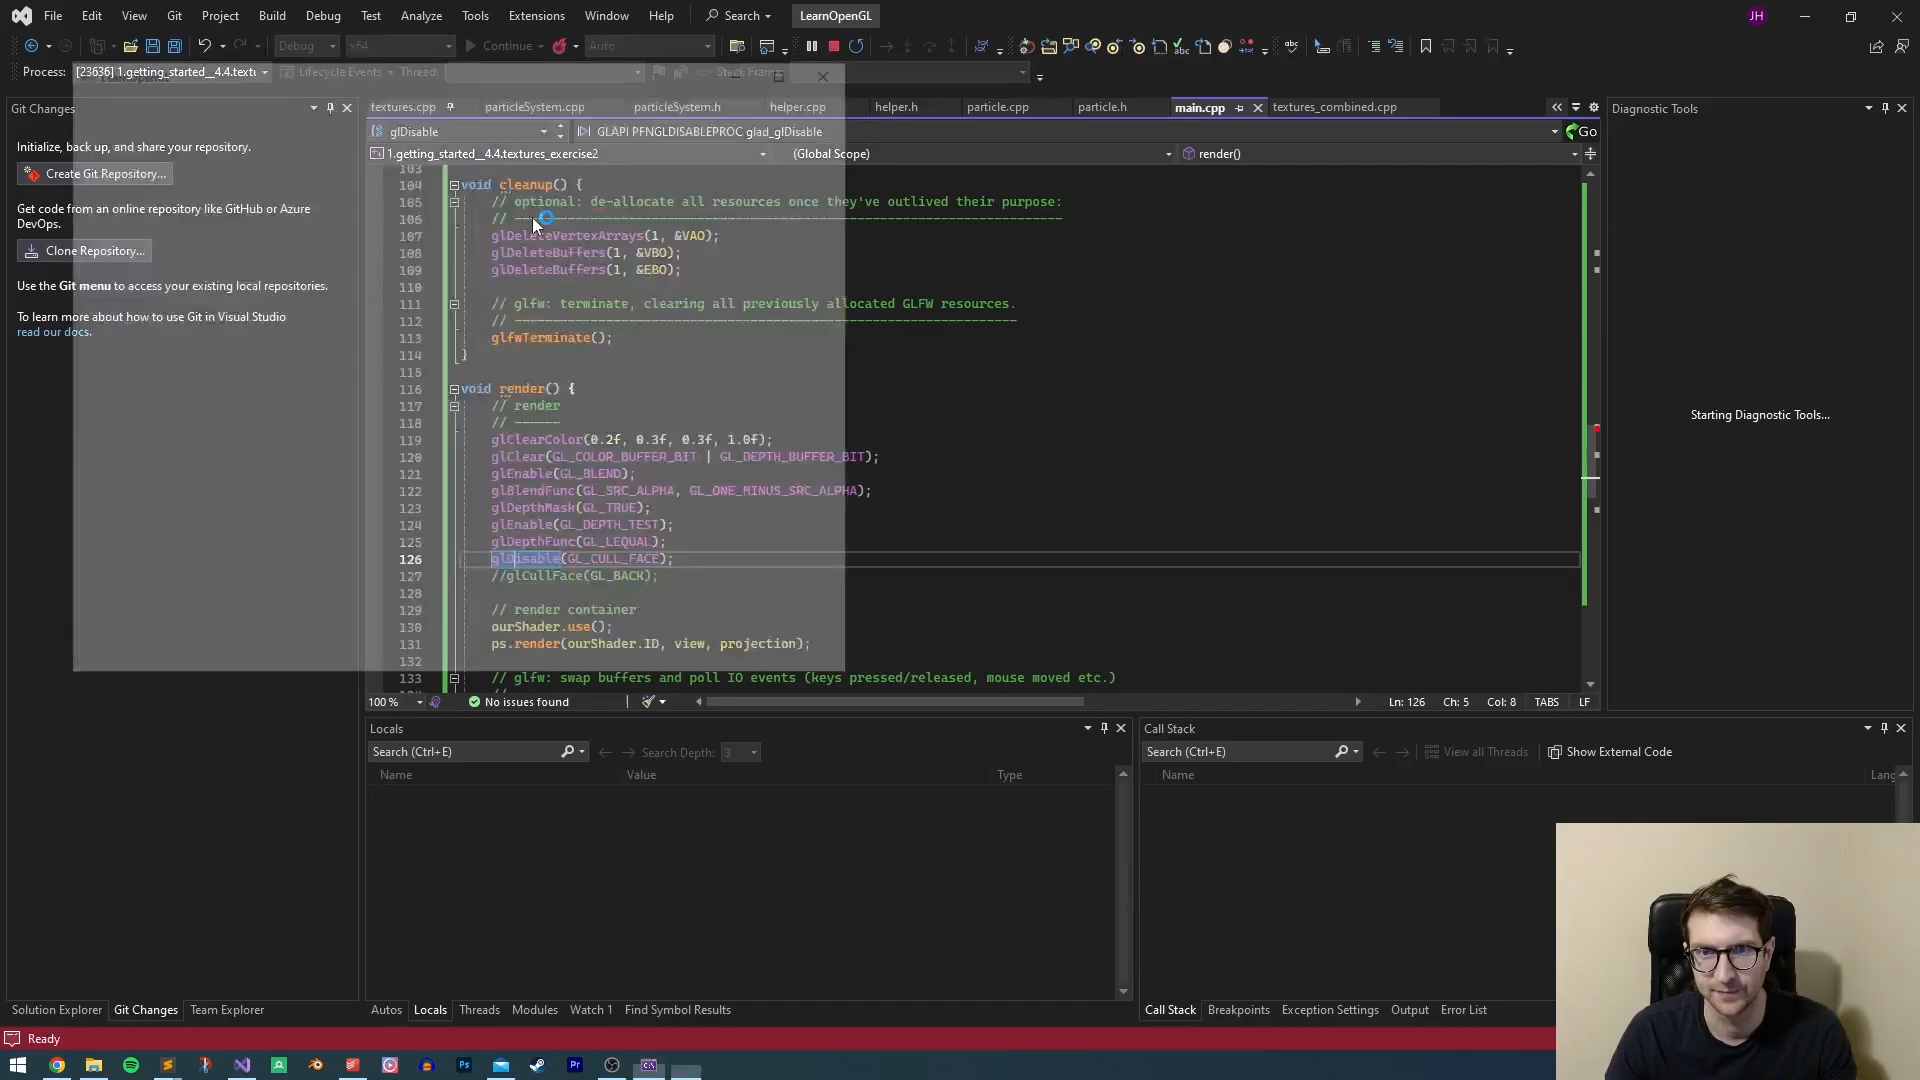 File Edit View Git Project Build Debug Test Analyze Tools Extensions Window Help Search LearnOpenGL JH
Debug x64 Continue Auto
Process: [23636] 1.getting_started__4.4.textu Lifecycle Events Thread: Stack Frame:
Git Changes
Initialize, back up, and share your repository.
Create Git Repository...
Get code from an online repository like GitHub or Azure
DevOps.
Clone Repository...
Use the Git menu to access your existing local repositories.
To learn more about how to use Git in Visual Studio
read our docs.
textures.cpp particleSystem.cpp particleSystem.h helper.cpp helper.h particle.cpp particle.h main.cpp textures_combined.cpp
glDisable GLAPI PFNGLDISABLEPROC glad_glDisable Go
1.getting_started__4.4.textures_exercise2 (Global Scope) render()
103
104 void cleanup() {
105 // optional: de-allocate all resources once they've outlived their purpose:
106 // ------------------------------------------------------------------------
107 glDeleteVertexArrays(1, &VAO);
108 glDeleteBuffers(1, &VBO);
109 glDeleteBuffers(1, &EBO);
110
111 // glfw: terminate, clearing all previously allocated GLFW resources.
112 // ------------------------------------------------------------------
113 glfwTerminate();
114 }
115
116 void render() {
117 // render
118 // ------
119 glClearColor(0.2f, 0.3f, 0.3f, 1.0f);
120 glClear(GL_COLOR_BUFFER_BIT | GL_DEPTH_BUFFER_BIT);
121 glEnable(GL_BLEND);
122 glBlendFunc(GL_SRC_ALPHA, GL_ONE_MINUS_SRC_ALPHA);
123 glDepthMask(GL_TRUE);
124 glEnable(GL_DEPTH_TEST);
125 glDepthFunc(GL_LEQUAL);
126 glDisable(GL_CULL_FACE);
127 //glCullFace(GL_BACK);
128
129 // render container
130 ourShader.use();
131 ps.render(ourShader.ID, view, projection);
132
133 // glfw: swap buffers and poll IO events (keys pressed/released, mouse moved etc.)
100 % No issues found Ln: 126 Ch: 5 Col: 8 TABS LF
Diagnostic Tools
Starting Diagnostic Tools...
Locals
Search (Ctrl+E) Search Depth: 3
Name Value Type
Call Stack
Search (Ctrl+E) View all Threads Show External Code
Name Lang
Solution Explorer Git Changes Team Explorer
Autos Locals Threads Modules Watch 1 Find Symbol Results
Call Stack Breakpoints Exception Settings Output Error List
Ready